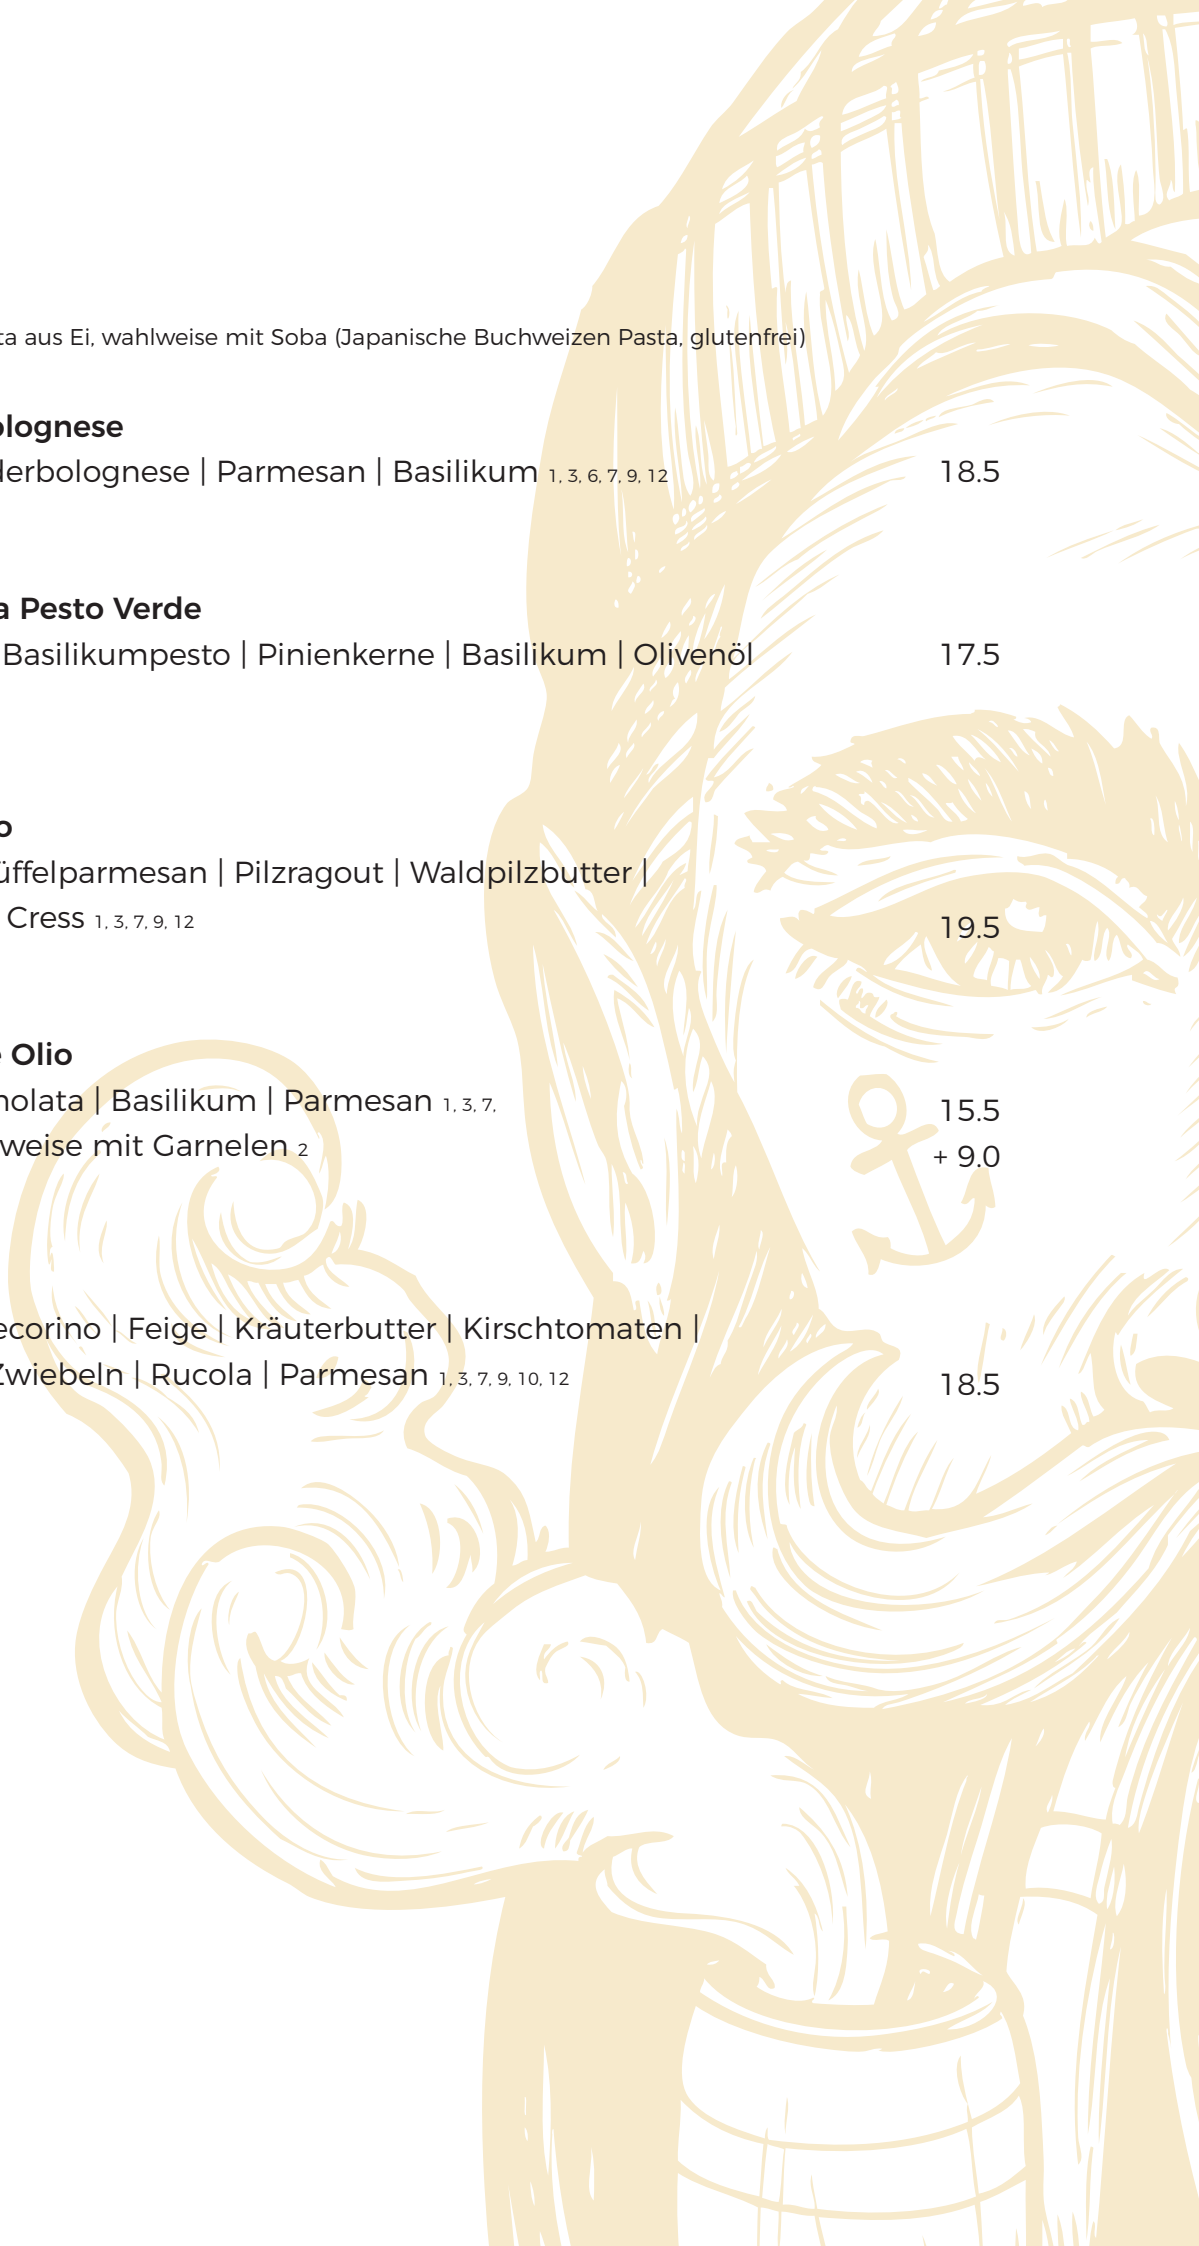 ta aus Ei, wahlweise mit Soba (Japanische Buchweizen Pasta, glutenfrei)
olognese
derbolognese | Parmesan | Basilikum 1, 3, 6, 7, 9, 12 18.5
a Pesto Verde
Basilikumpesto | Pinienkerne | Basilikum | Olivenöl 17.5
o
üffelparmesan | Pilzragout | Waldpilzbutter |
Cress 1, 3, 7, 9, 12 19.5
e Olio
nolata | Basilikum | Parmesan 1, 3, 7, 15.5
weise mit Garnelen 2 + 9.0
ecorino | Feige | Kräuterbutter | Kirschtomaten |
Zwiebeln | Rucola | Parmesan 1, 3, 7, 9, 10, 12 18.5